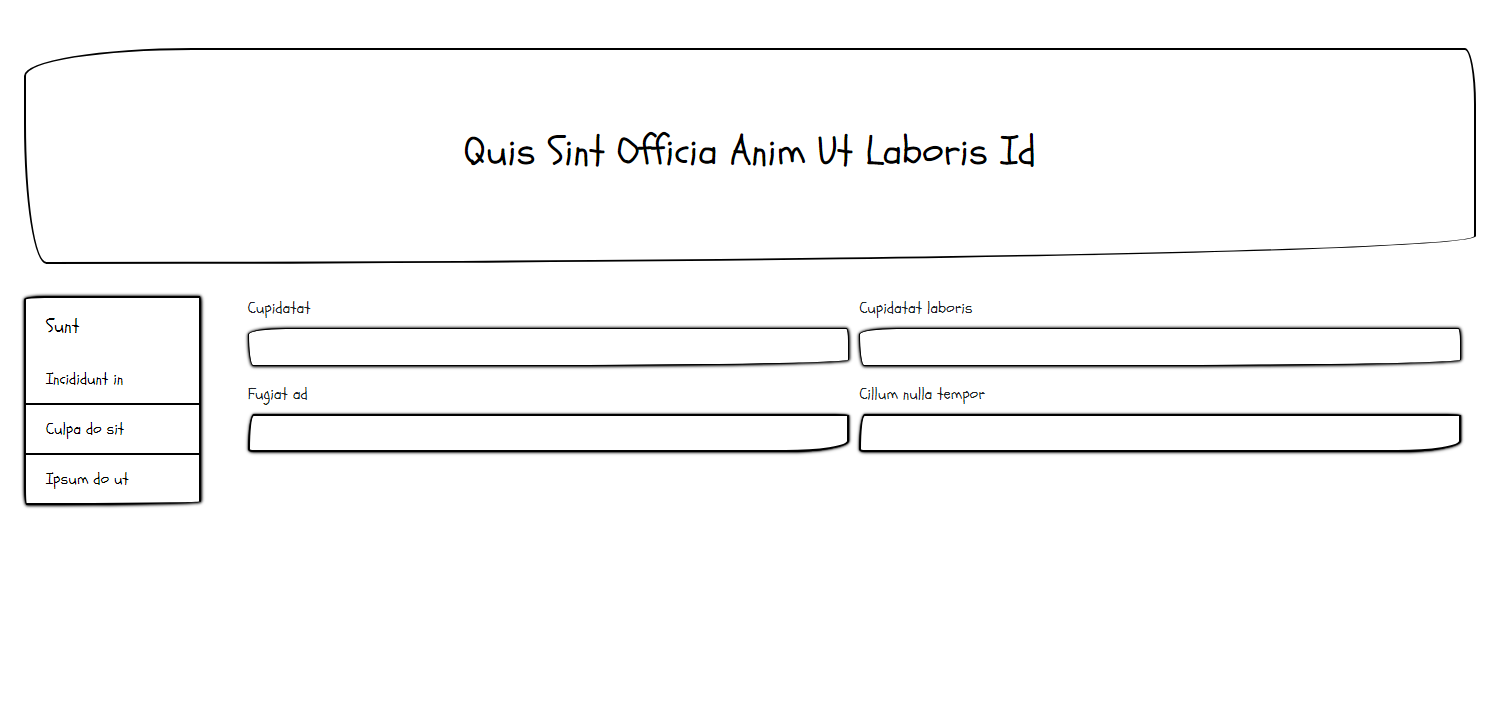 Quis Sint Officia Anim Ut Laboris Id
Sunt
Incididunt in
Culpa do sit
Ipsum do ut
Cupidatat
Cupidatat laboris
Fugiat ad
Cillum nulla tempor